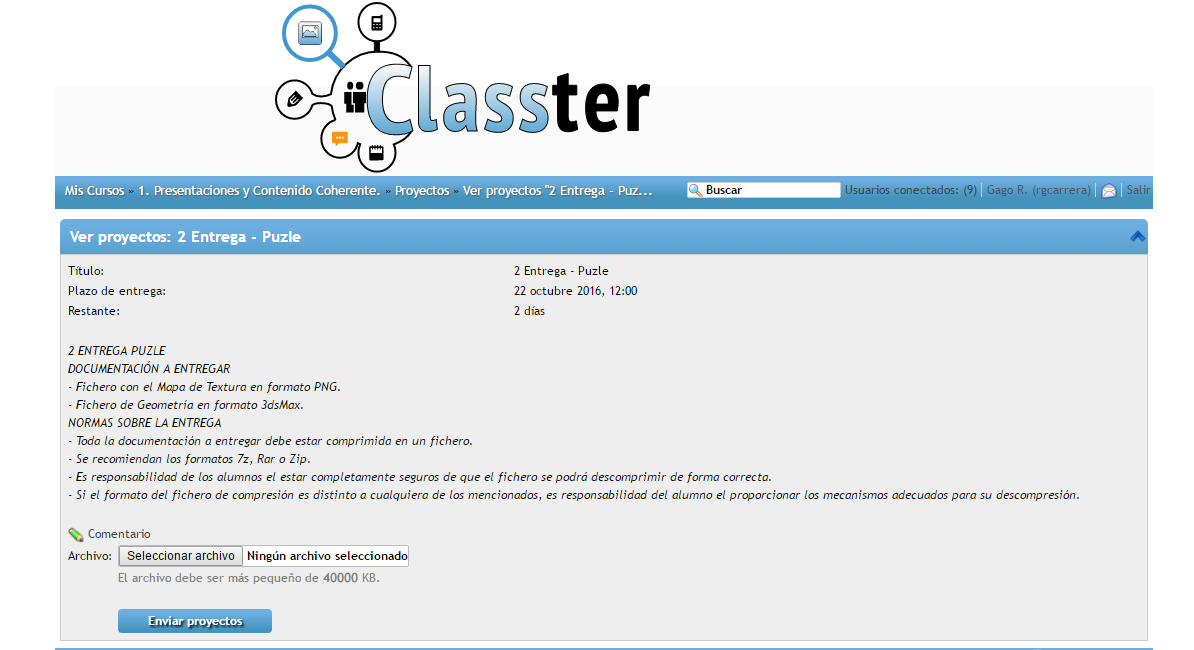 Classter
Mis Cursos » 1. Presentaciones y Contenido Coherente. » Proyectos » Ver proyectos "2 Entrega - Puz... Buscar Usuarios conectados: (9) Gago R. (rgcarrera) Salir
Ver proyectos: 2 Entrega - Puzle
Título: 2 Entrega - Puzle
Plazo de entrega: 22 octubre 2016, 12:00
Restante: 2 días
2 ENTREGA PUZLE
DOCUMENTACIÓN A ENTREGAR
- Fichero con el Mapa de Textura en formato PNG.
- Fichero de Geometría en formato 3dsMax.
NORMAS SOBRE LA ENTREGA
- Toda la documentación a entregar debe estar comprimida en un fichero.
- Se recomiendan los formatos 7z, Rar o Zip.
- Es responsabilidad de los alumnos el estar completamente seguros de que el fichero se podrá descomprimir de forma correcta.
- Si el formato del fichero de compresión es distinto a cualquiera de los mencionados, es responsabilidad del alumno el proporcionar los mecanismos adecuados para su descompresión.
Comentario
Archivo: Seleccionar archivo Ningún archivo seleccionado
El archivo debe ser más pequeño de 40000 KB.
Enviar proyectos